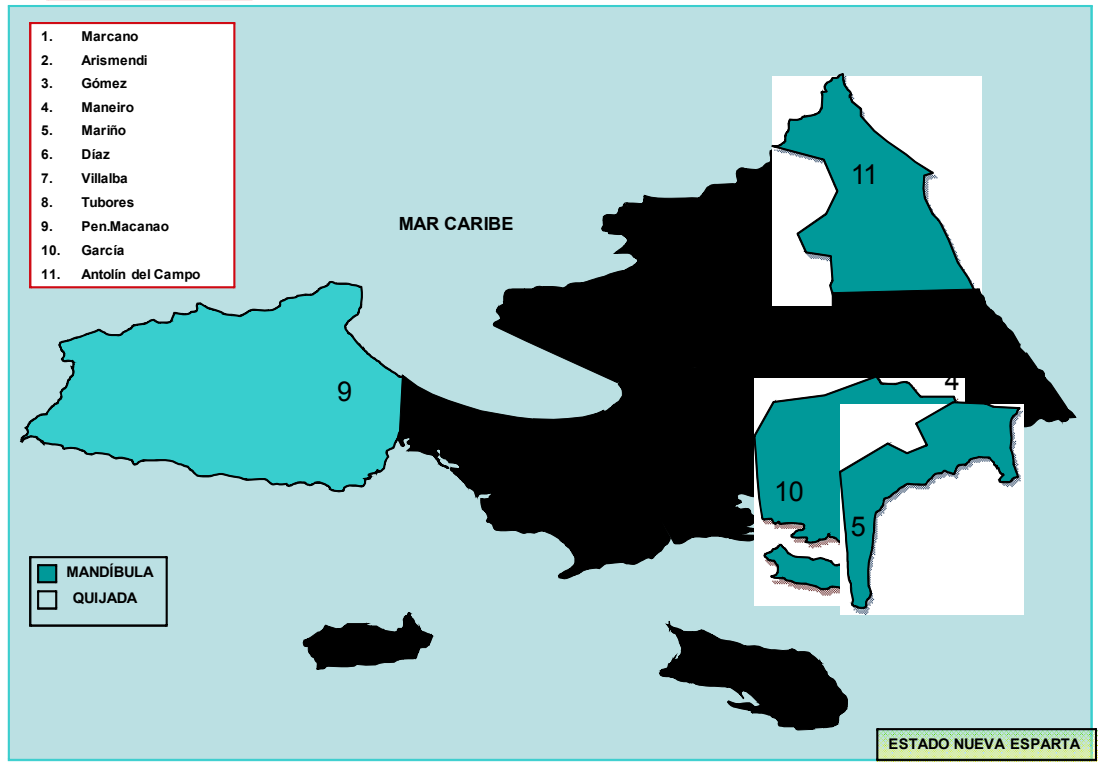 1. Marcano
2. Arismendi
3. Gómez
4. Maneiro
5. Mariño
6. Díaz
7. Villalba
8. Tubores
9. Pen.Macanao
10. García
11. Antolín del Campo
MAR CARIBE
11
9
4
10
5
MANDÍBULA
QUIJADA
ESTADO NUEVA ESPARTA